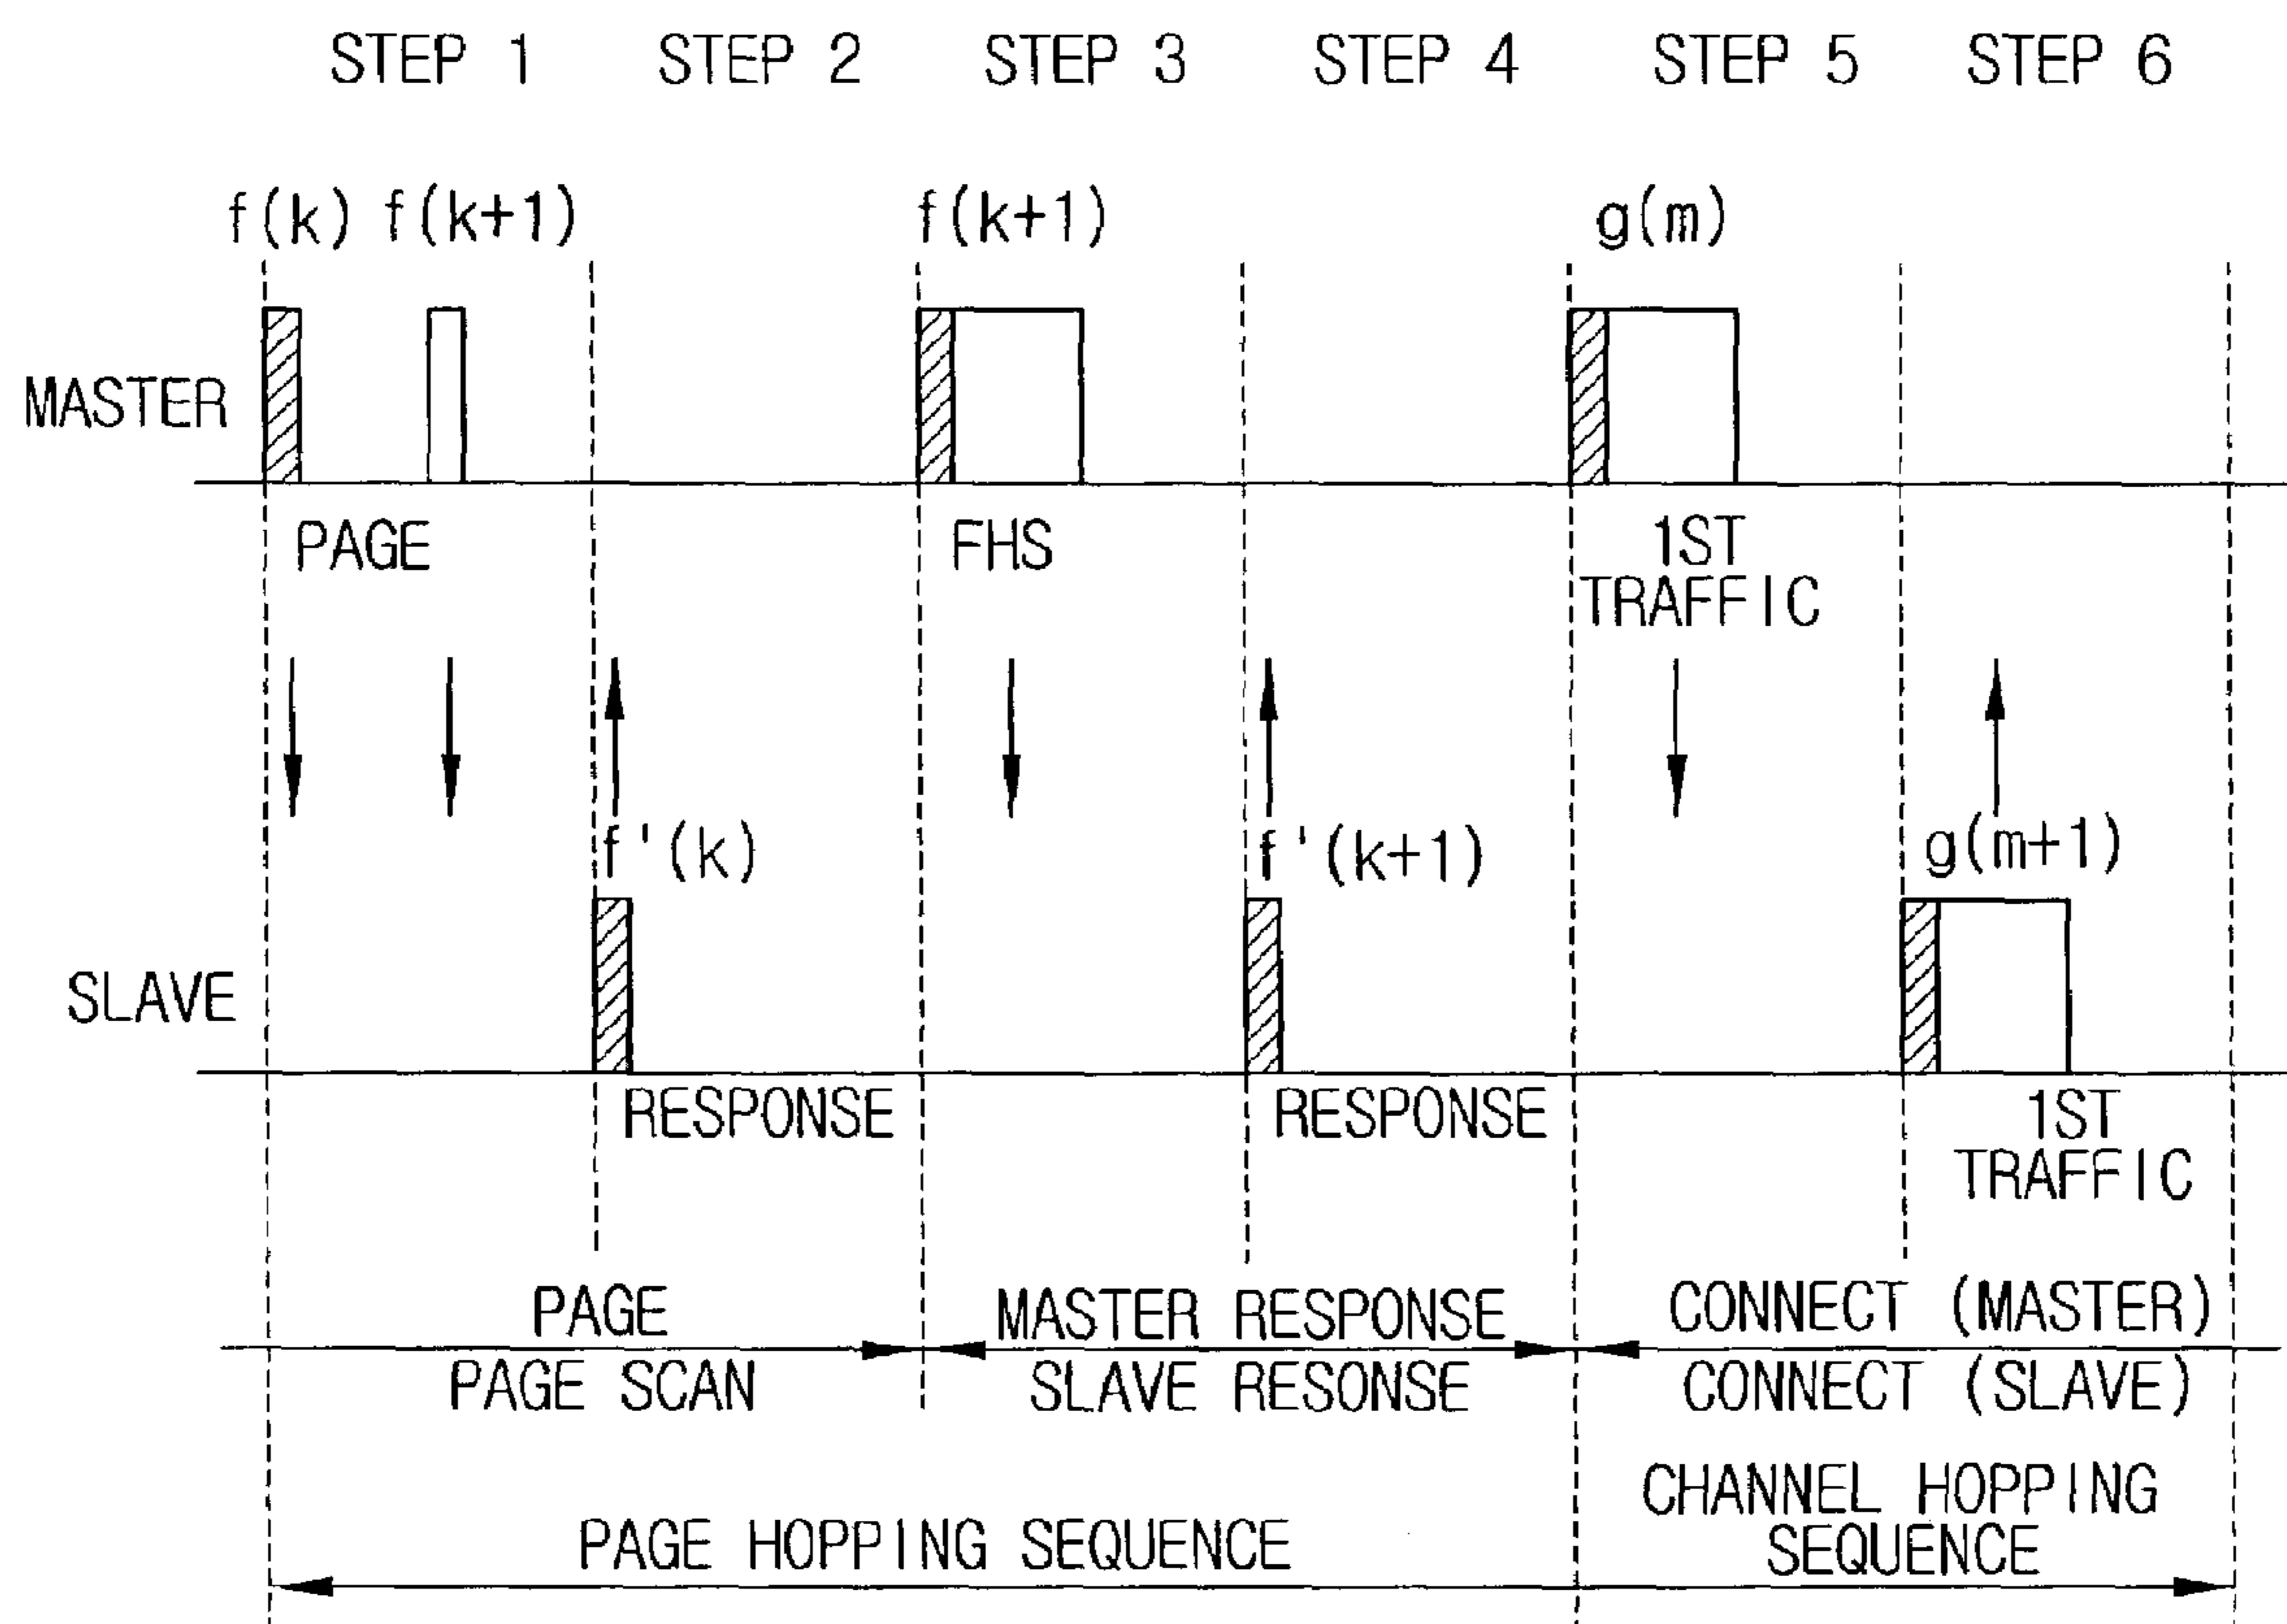 STEP 1 STEP 2 STEP 3 STEP 4 STEP 5 STEP 6
f(k) f(k+1) f(k+1) g(m)
MASTER
PAGE FHS 1ST
TRAFFIC
f'(k) f'(k+1) g(m+1)
SLAVE
RESPONSE RESPONSE 1ST
TRAFFIC
PAGE MASTER RESPONSE CONNECT (MASTER)
PAGE SCAN SLAVE RESONSE CONNECT (SLAVE)
CHANNEL HOPPING
SEQUENCE
PAGE HOPPING SEQUENCE